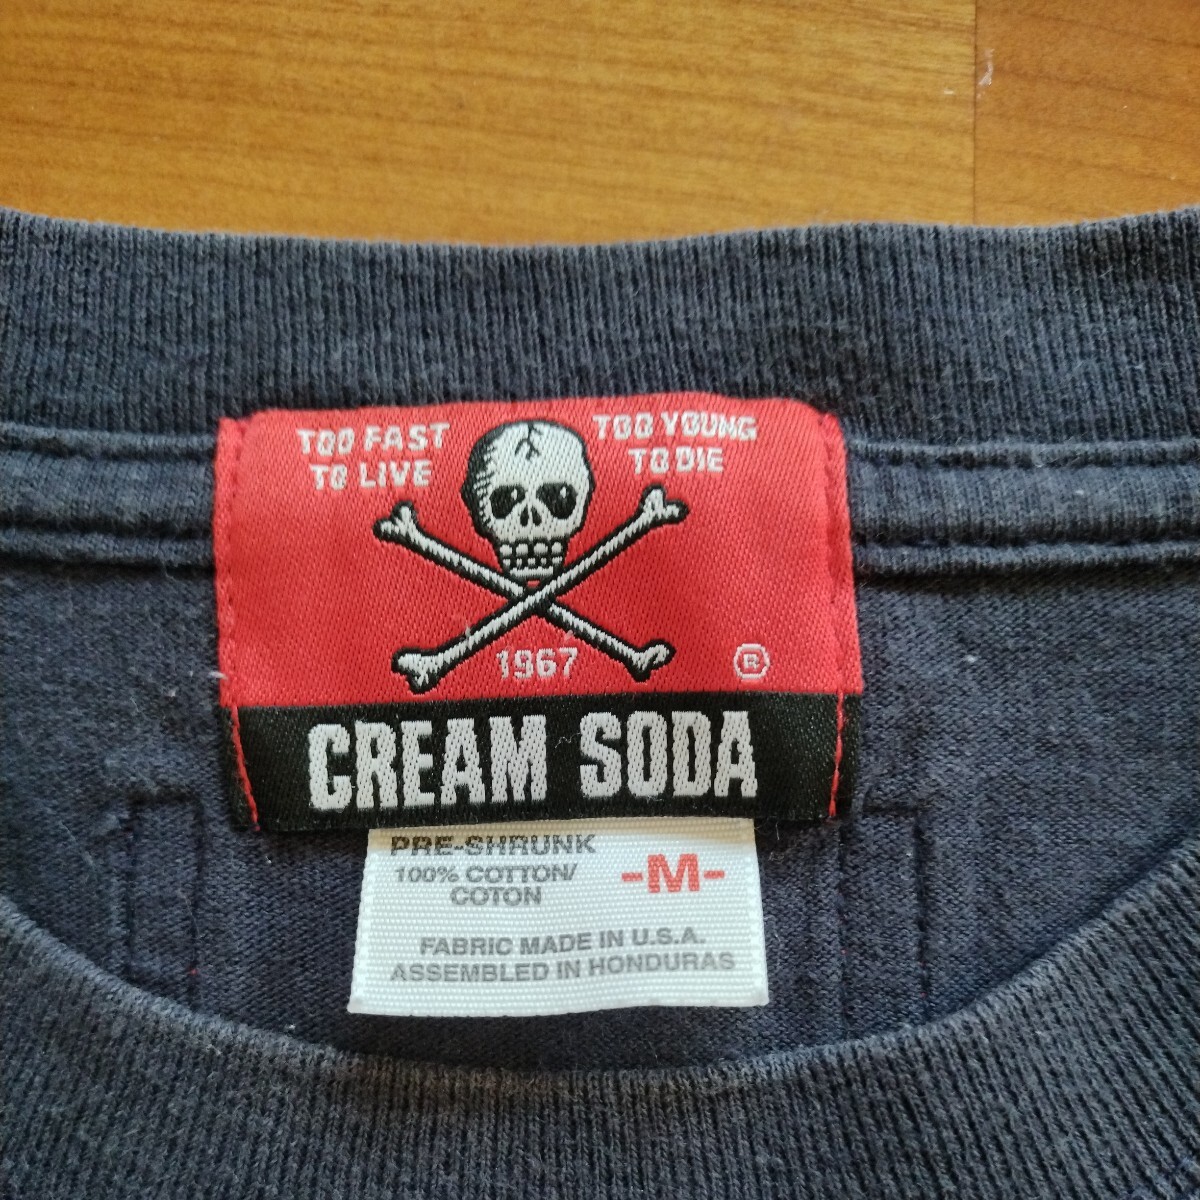 TOO FAST
TO LIVE
TOO YOUNG
TO DIE
1967
®
CREAM SODA
PRE-SHRUNK
100% COTTON/
COTON
-M-
FABRIC MADE IN U.S.A.
ASSEMBLED IN HONDURAS